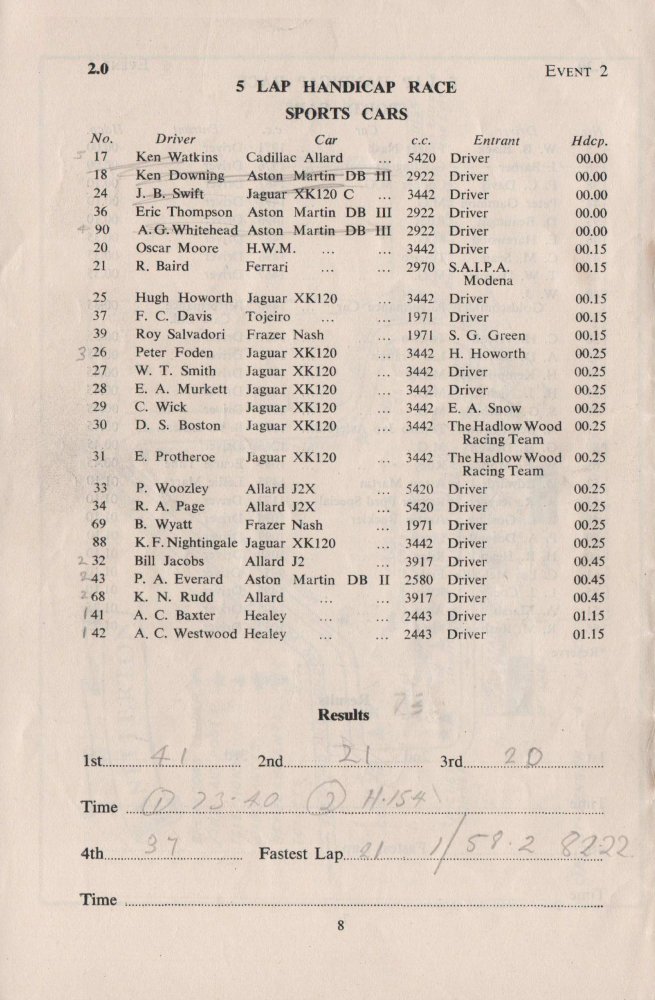 2.0 EVENT 2
5 LAP HANDICAP RACE
SPORTS CARS
No. Driver Car c.c. Entrant Hdcp.
5 17 Ken Watkins Cadillac Allard ... 5420 Driver 00.00
18 Ken Downing Aston Martin DB III 2922 Driver 00.00
24 J. B. Swift Jaguar XK120 C ... 3442 Driver 00.00
36 Eric Thompson Aston Martin DB III 2922 Driver 00.00
4 90 A. G. Whitehead Aston Martin DB III 2922 Driver 00.00
20 Oscar Moore H.W.M. ... ... 3442 Driver 00.15
21 R. Baird Ferrari ... ... 2970 S.A.I.P.A. 00.15
Modena
25 Hugh Howorth Jaguar XK120 ... 3442 Driver 00.15
37 F. C. Davis Tojeiro ... ... 1971 Driver 00.15
39 Roy Salvadori Frazer Nash ... 1971 S. G. Green 00.15
3 26 Peter Foden Jaguar XK120 ... 3442 H. Howorth 00.25
27 W. T. Smith Jaguar XK120 ... 3442 Driver 00.25
28 E. A. Murkett Jaguar XK120 ... 3442 Driver 00.25
29 C. Wick Jaguar XK120 ... 3442 E. A. Snow 00.25
30 D. S. Boston Jaguar XK120 ... 3442 The Hadlow Wood 00.25
Racing Team
31 E. Protheroe Jaguar XK120 ... 3442 The Hadlow Wood 00.25
Racing Team
33 P. Woozley Allard J2X ... 5420 Driver 00.25
34 R. A. Page Allard J2X ... 5420 Driver 00.25
69 B. Wyatt Frazer Nash ... 1971 Driver 00.25
88 K. F. Nightingale Jaguar XK120 ... 3442 Driver 00.25
2 32 Bill Jacobs Allard J2 ... 3917 Driver 00.45
2 43 P. A. Everard Aston Martin DB II 2580 Driver 00.45
2 68 K. N. Rudd Allard ... ... 3917 Driver 00.45
1 41 A. C. Baxter Healey ... ... 2443 Driver 01.15
1 42 A. C. Westwood Healey ... ... 2443 Driver 01.15
Results
1st 41 2nd 21 3rd 20
Time (1) 73.40 (2) H.154
4th 37 Fastest Lap 21 1/58.2 82.22
Time
8